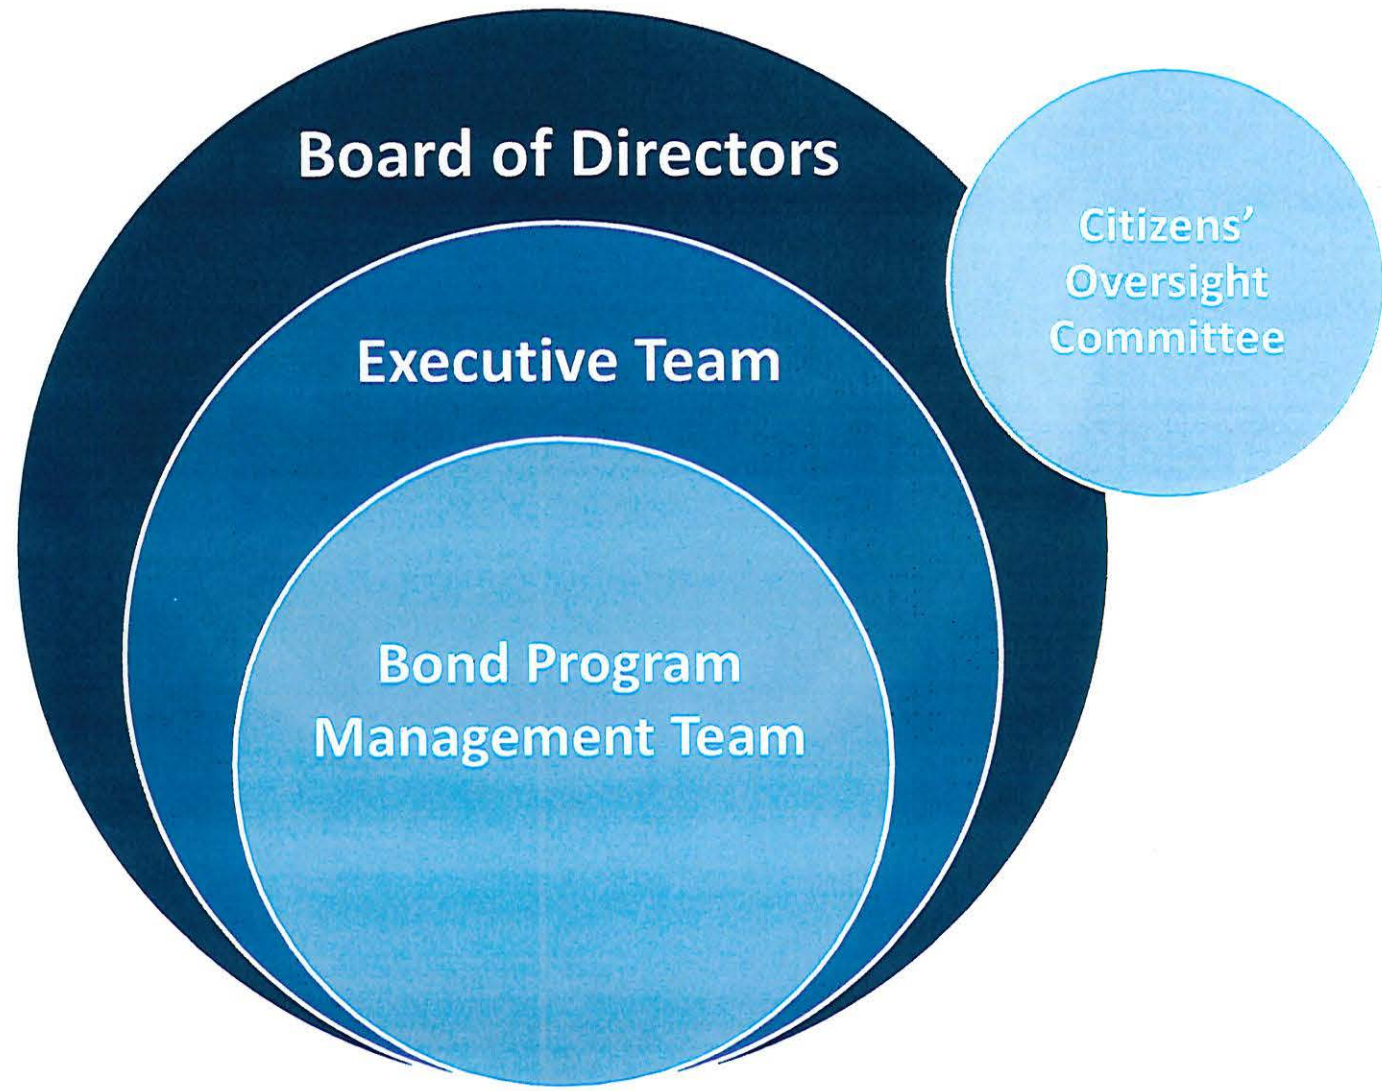 Board of Directors
Citizens’
Oversight
Committee
Executive Team
Bond Program
Management Team